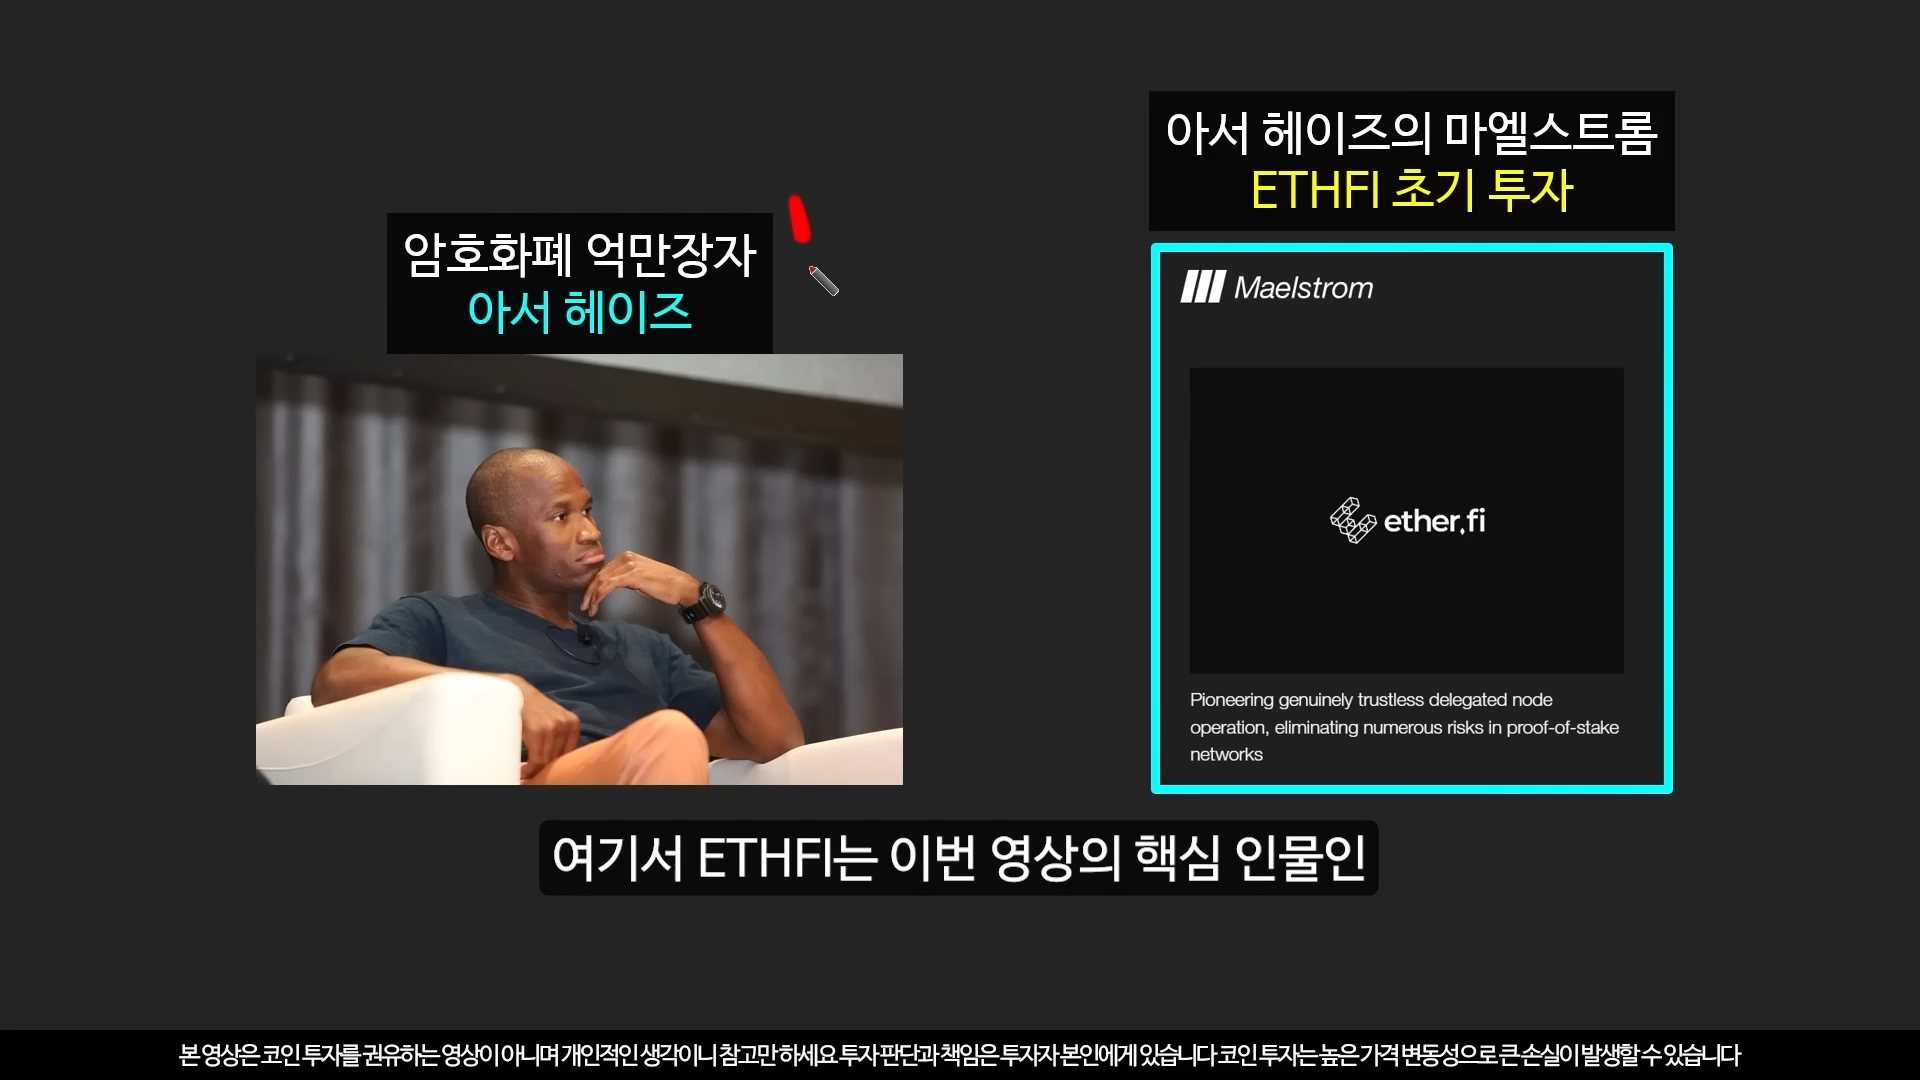 암호화폐 억만장자
아서 헤이즈
아서 헤이즈의 마엘스트롬
ETHFI 초기 투자
Maelstrom
ether.fi
Pioneering genuinely trustless delegated node
operation, eliminating numerous risks in proof-of-stake
networks
여기서 ETHFI는 이번 영상의 핵심 인물인
본 영상은 코인 투자를 권유하는 영상이 아니며 개인적인 생각이니 참고만 하세요 투자 판단과 책임은 투자자 본인에게 있습니다 코인 투자는 높은 가격 변동성으로 큰 손실이 발생할 수 있습니다